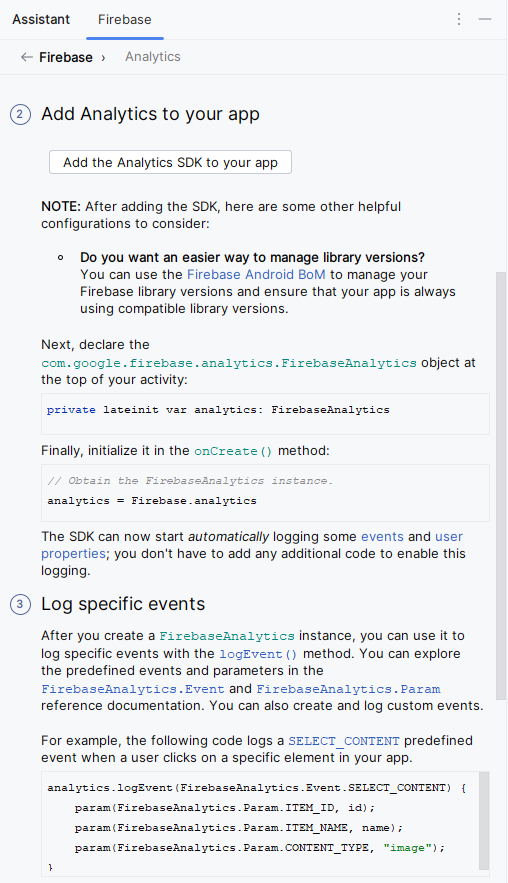 Assistant Firebase
Firebase › Analytics
2 Add Analytics to your app
Add the Analytics SDK to your app
NOTE: After adding the SDK, here are some other helpful
configurations to consider:
Do you want an easier way to manage library versions?
You can use the Firebase Android BoM to manage your
Firebase library versions and ensure that your app is always
using compatible library versions.
Next, declare the
com.google.firebase.analytics.FirebaseAnalytics object at
the top of your activity:
private lateinit var analytics: FirebaseAnalytics
Finally, initialize it in the onCreate() method:
// Obtain the FirebaseAnalytics instance.
analytics = Firebase.analytics
The SDK can now start automatically logging some events and user
properties; you don't have to add any additional code to enable this
logging.
3 Log specific events
After you create a FirebaseAnalytics instance, you can use it to
log specific events with the logEvent() method. You can explore
the predefined events and parameters in the
FirebaseAnalytics.Event and FirebaseAnalytics.Param
reference documentation. You can also create and log custom events.
For example, the following code logs a SELECT_CONTENT predefined
event when a user clicks on a specific element in your app.
analytics.logEvent(FirebaseAnalytics.Event.SELECT_CONTENT) {
param(FirebaseAnalytics.Param.ITEM_ID, id);
param(FirebaseAnalytics.Param.ITEM_NAME, name);
param(FirebaseAnalytics.Param.CONTENT_TYPE, "image");
}